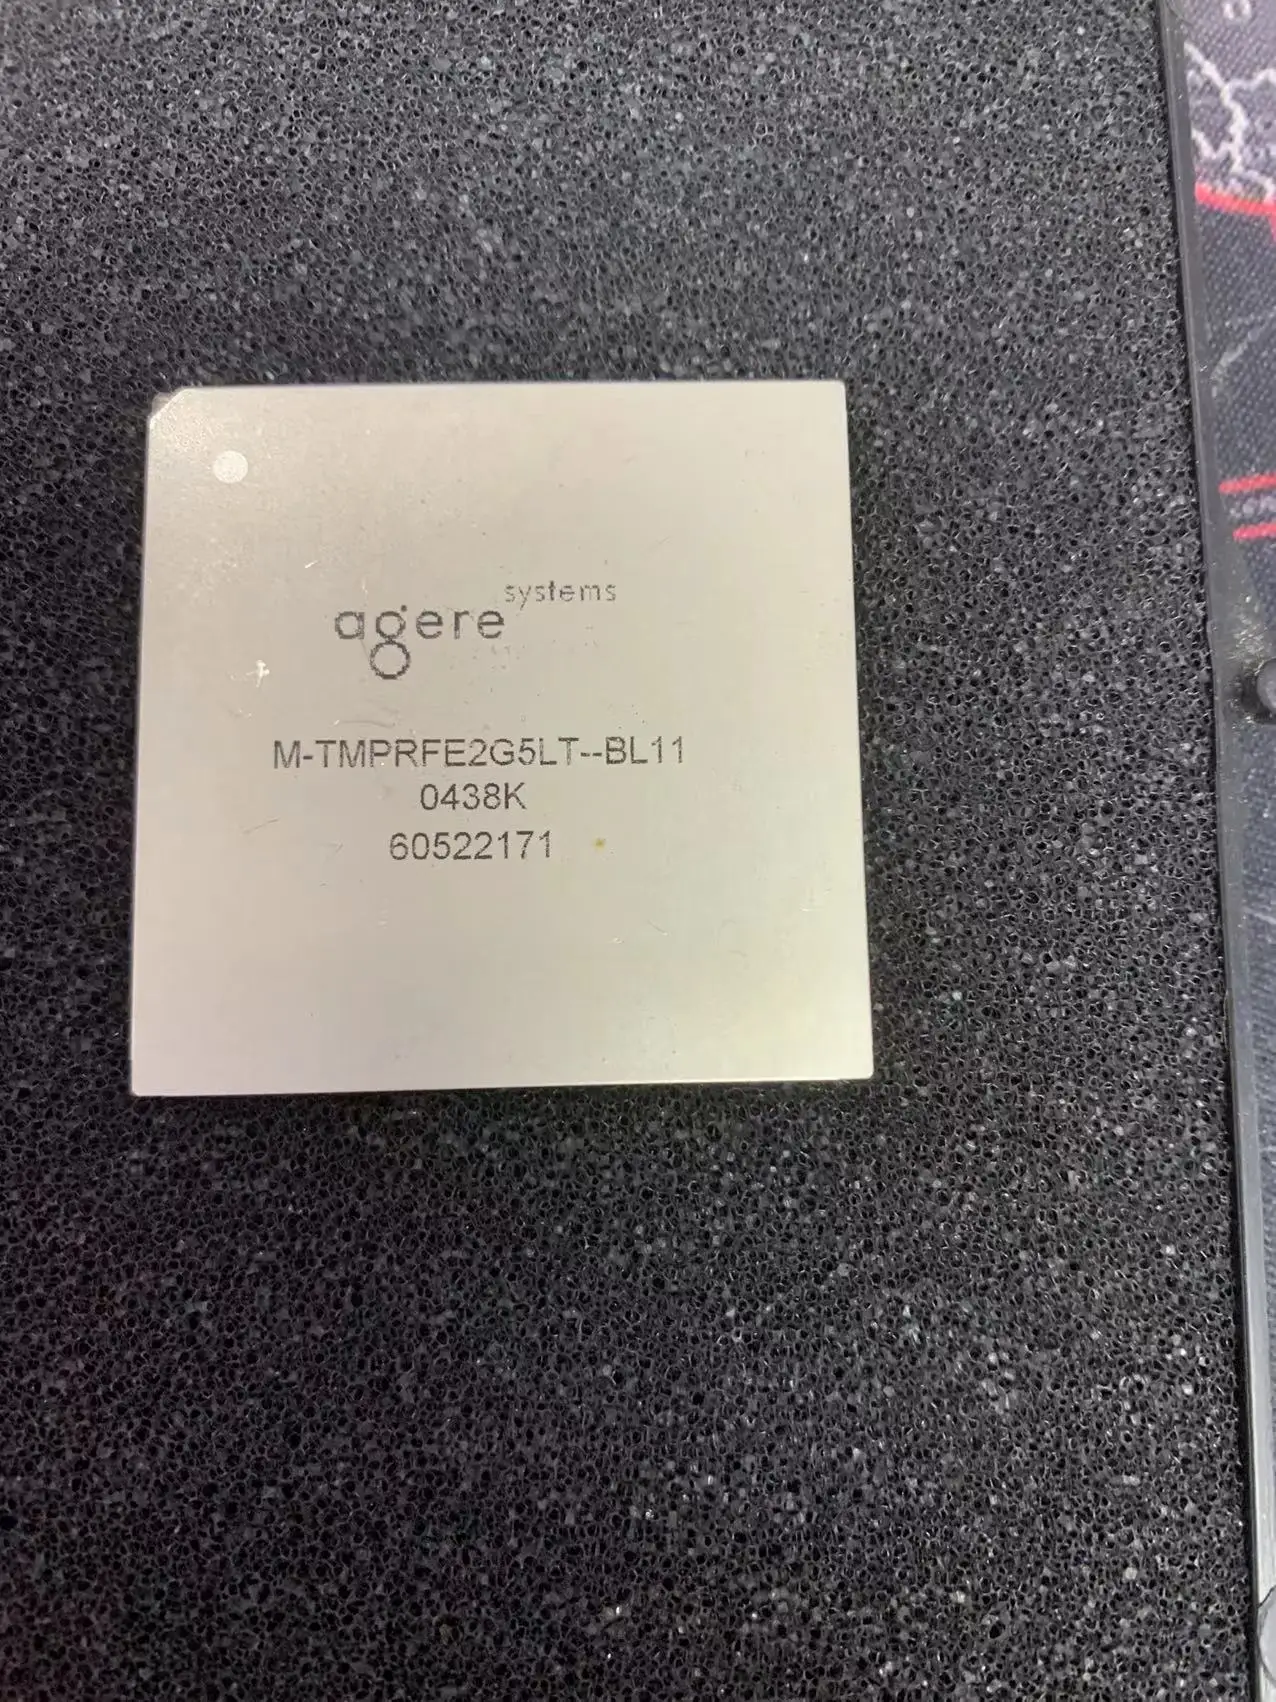 systems
agere
M-TMPRFE2G5LT--BL11
0438K
60522171